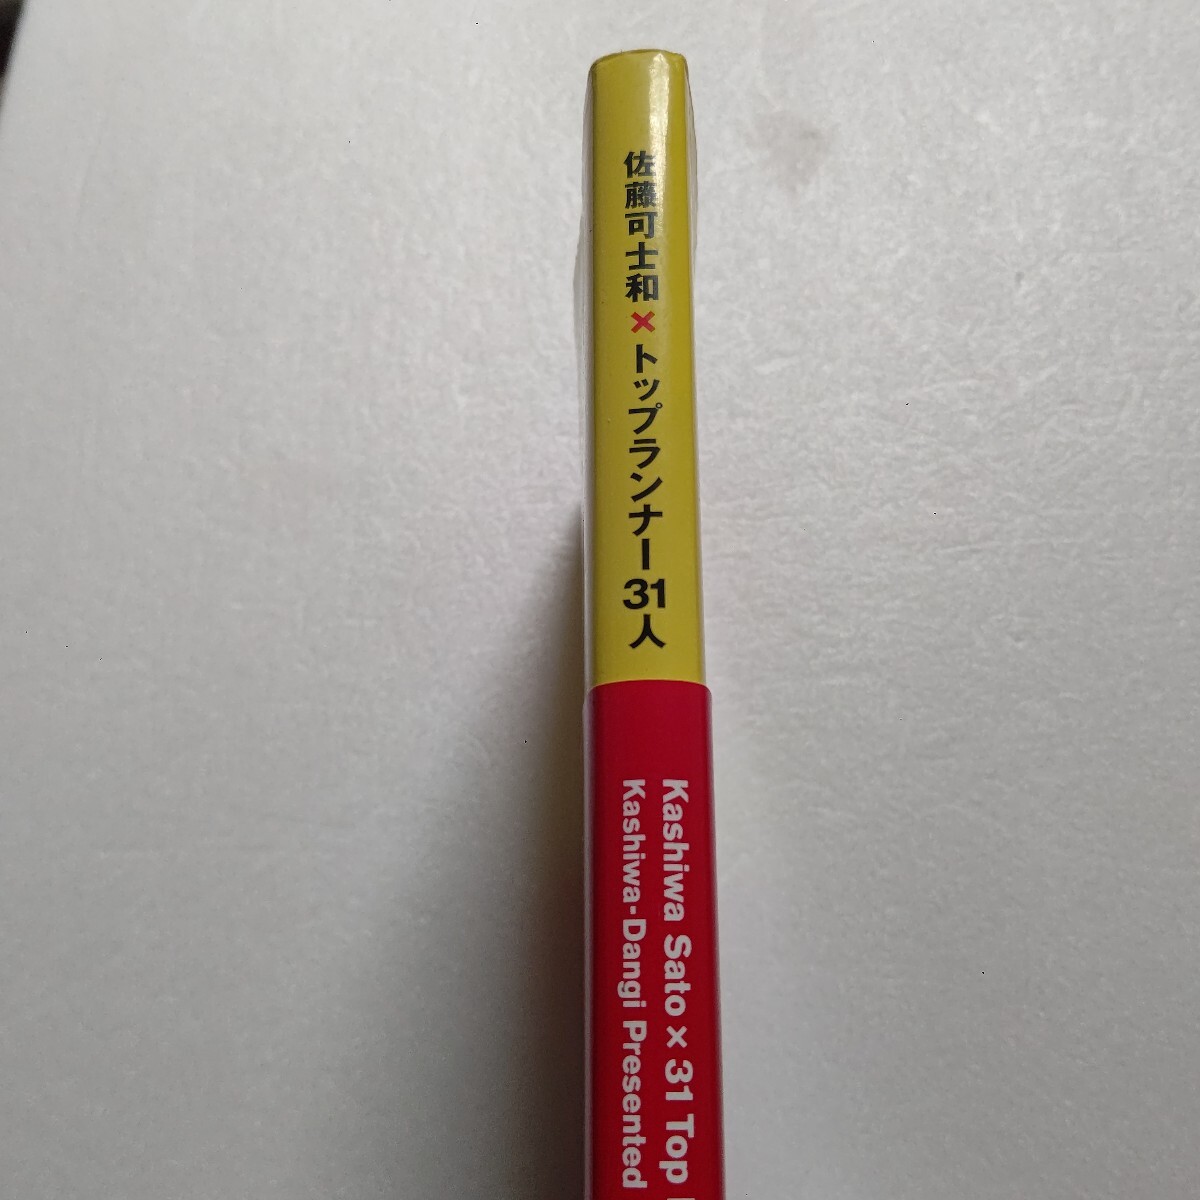 佐藤可士和×トップランナー31人
Kashiwa Sato × 31 Top
Kashiwa-Dangi Presented